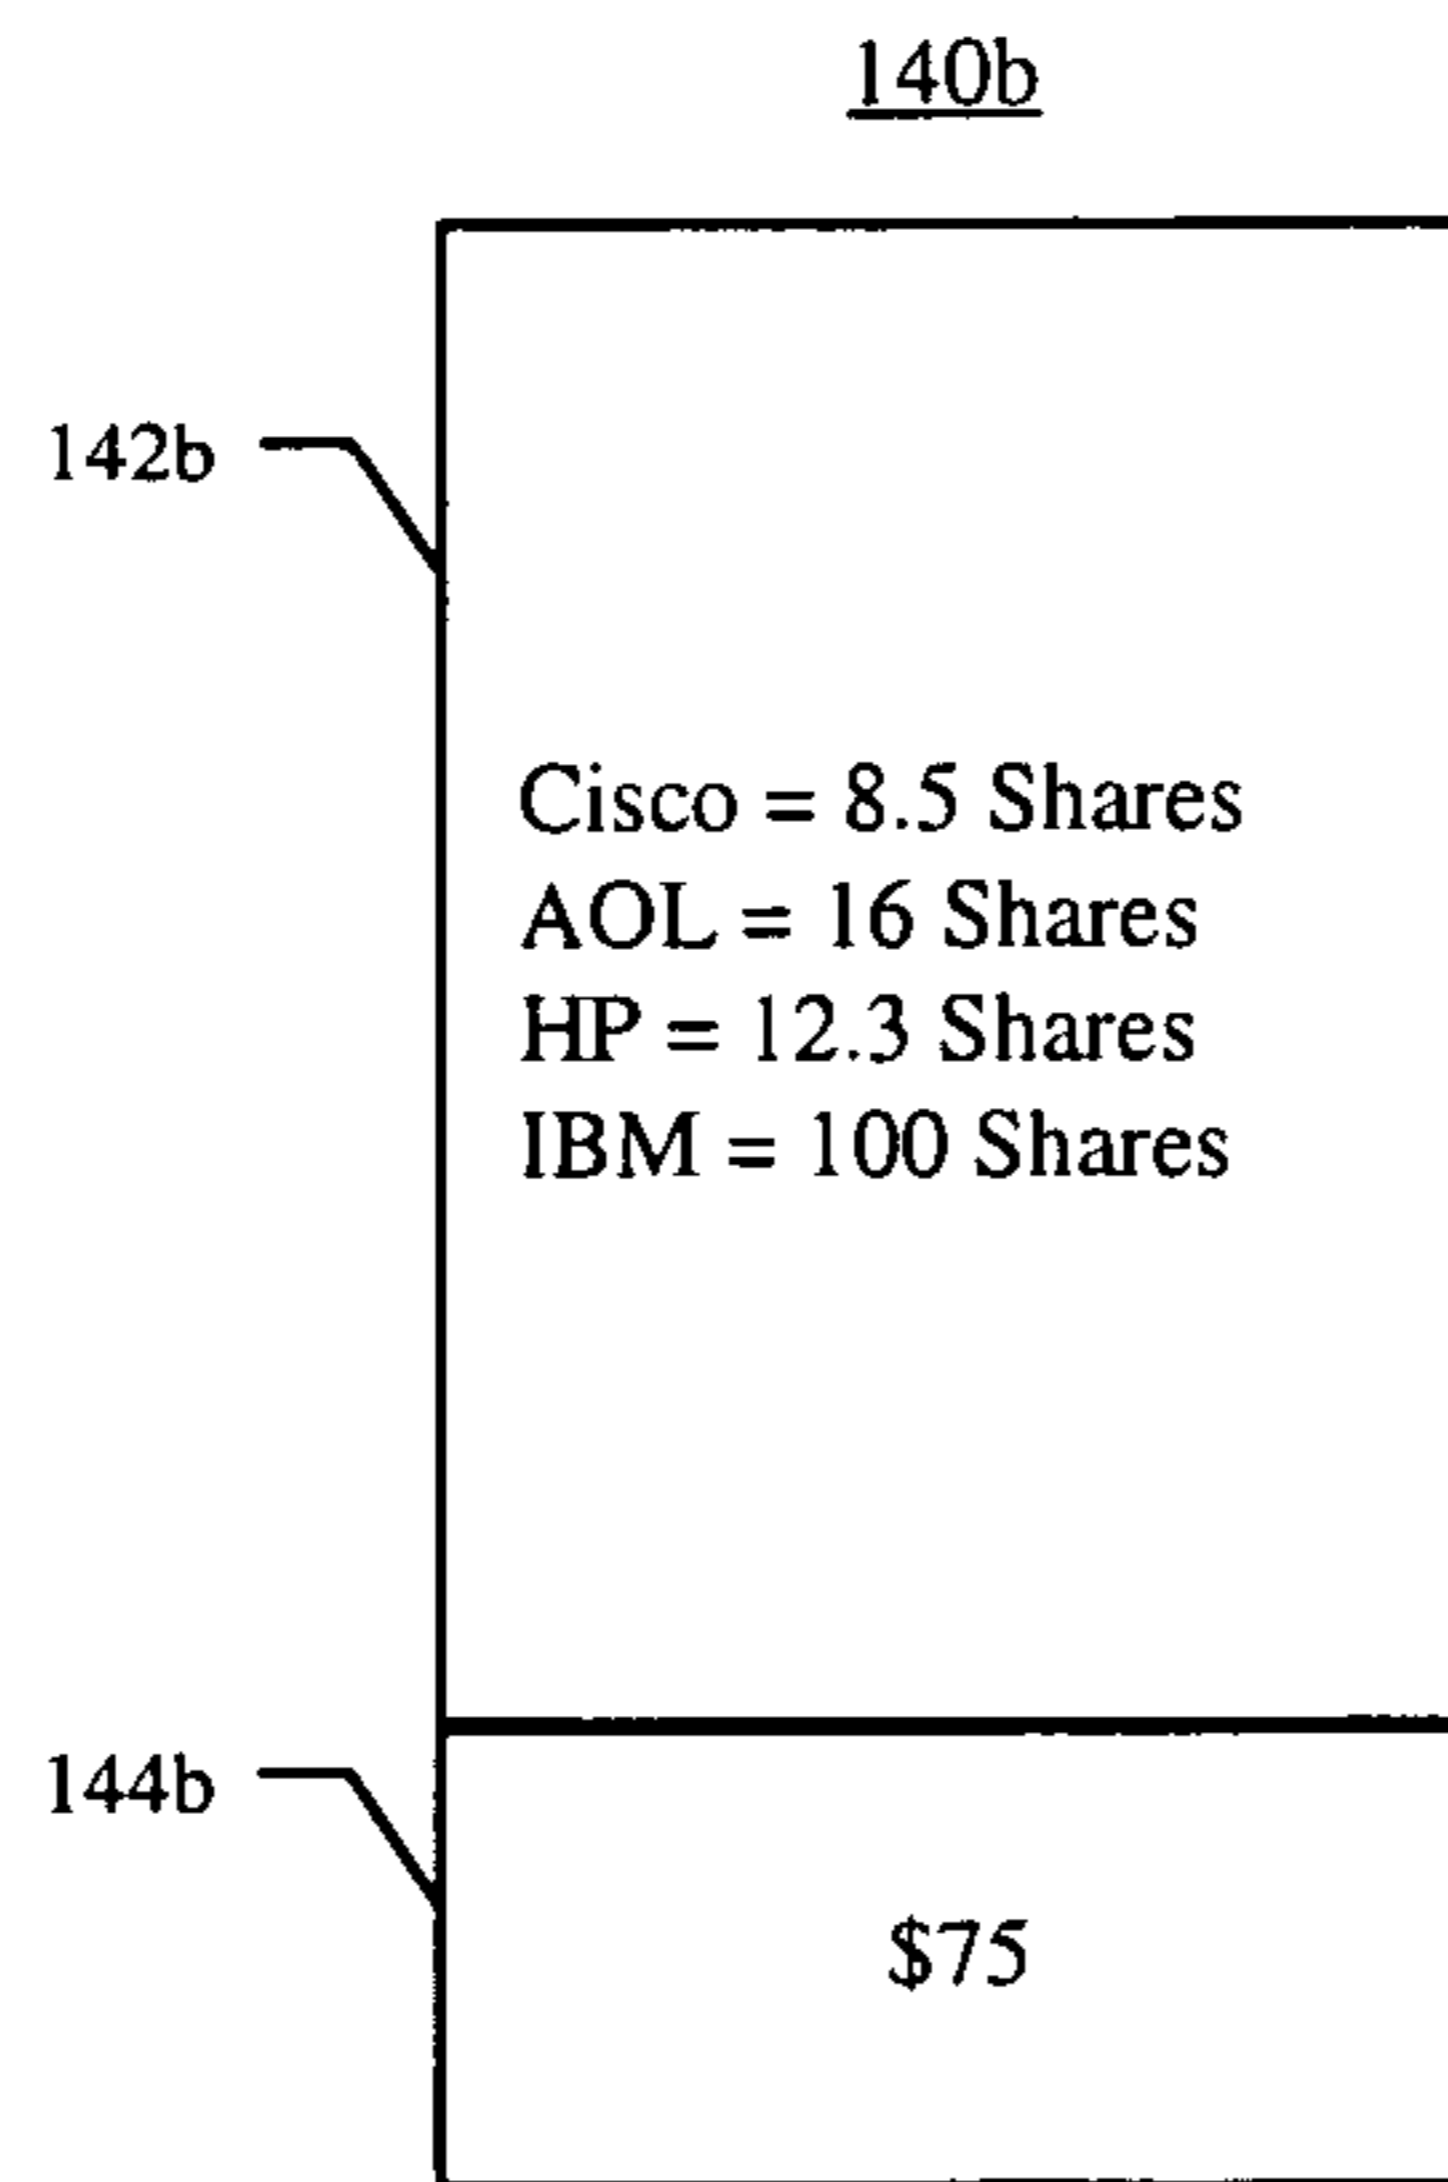 140b
142b
Cisco = 8.5 Shares
AOL = 16 Shares
HP = 12.3 Shares
IBM = 100 Shares
144b
$75